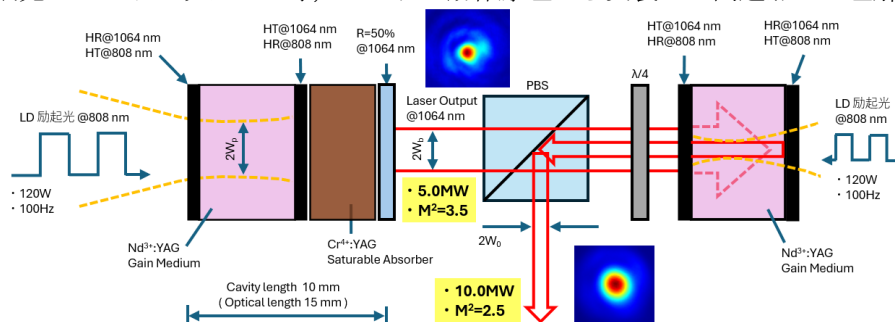 HR@1064 nm
HT@808 nm
HT@1064 nm
HR@808 nm
R=50%
@1064 nm
LD 励起光 @808 nm
・120W
・100Hz
2Wp
Nd³⁺:YAG
Gain Medium
Cr⁴⁺:YAG
Saturable Absorber
Cavity length 10 mm
( Optical length 15 mm )
Laser Output
@1064 nm
2Wp
・5.0MW
・M²=3.5
PBS
2W₀
・10.0MW
・M²=2.5
λ/4
HT@1064 nm
HR@808 nm
HR@1064 nm
HT@808 nm
LD 励起光
@808 nm
・120W
・100Hz
Nd³⁺:YAG
Gain Medium